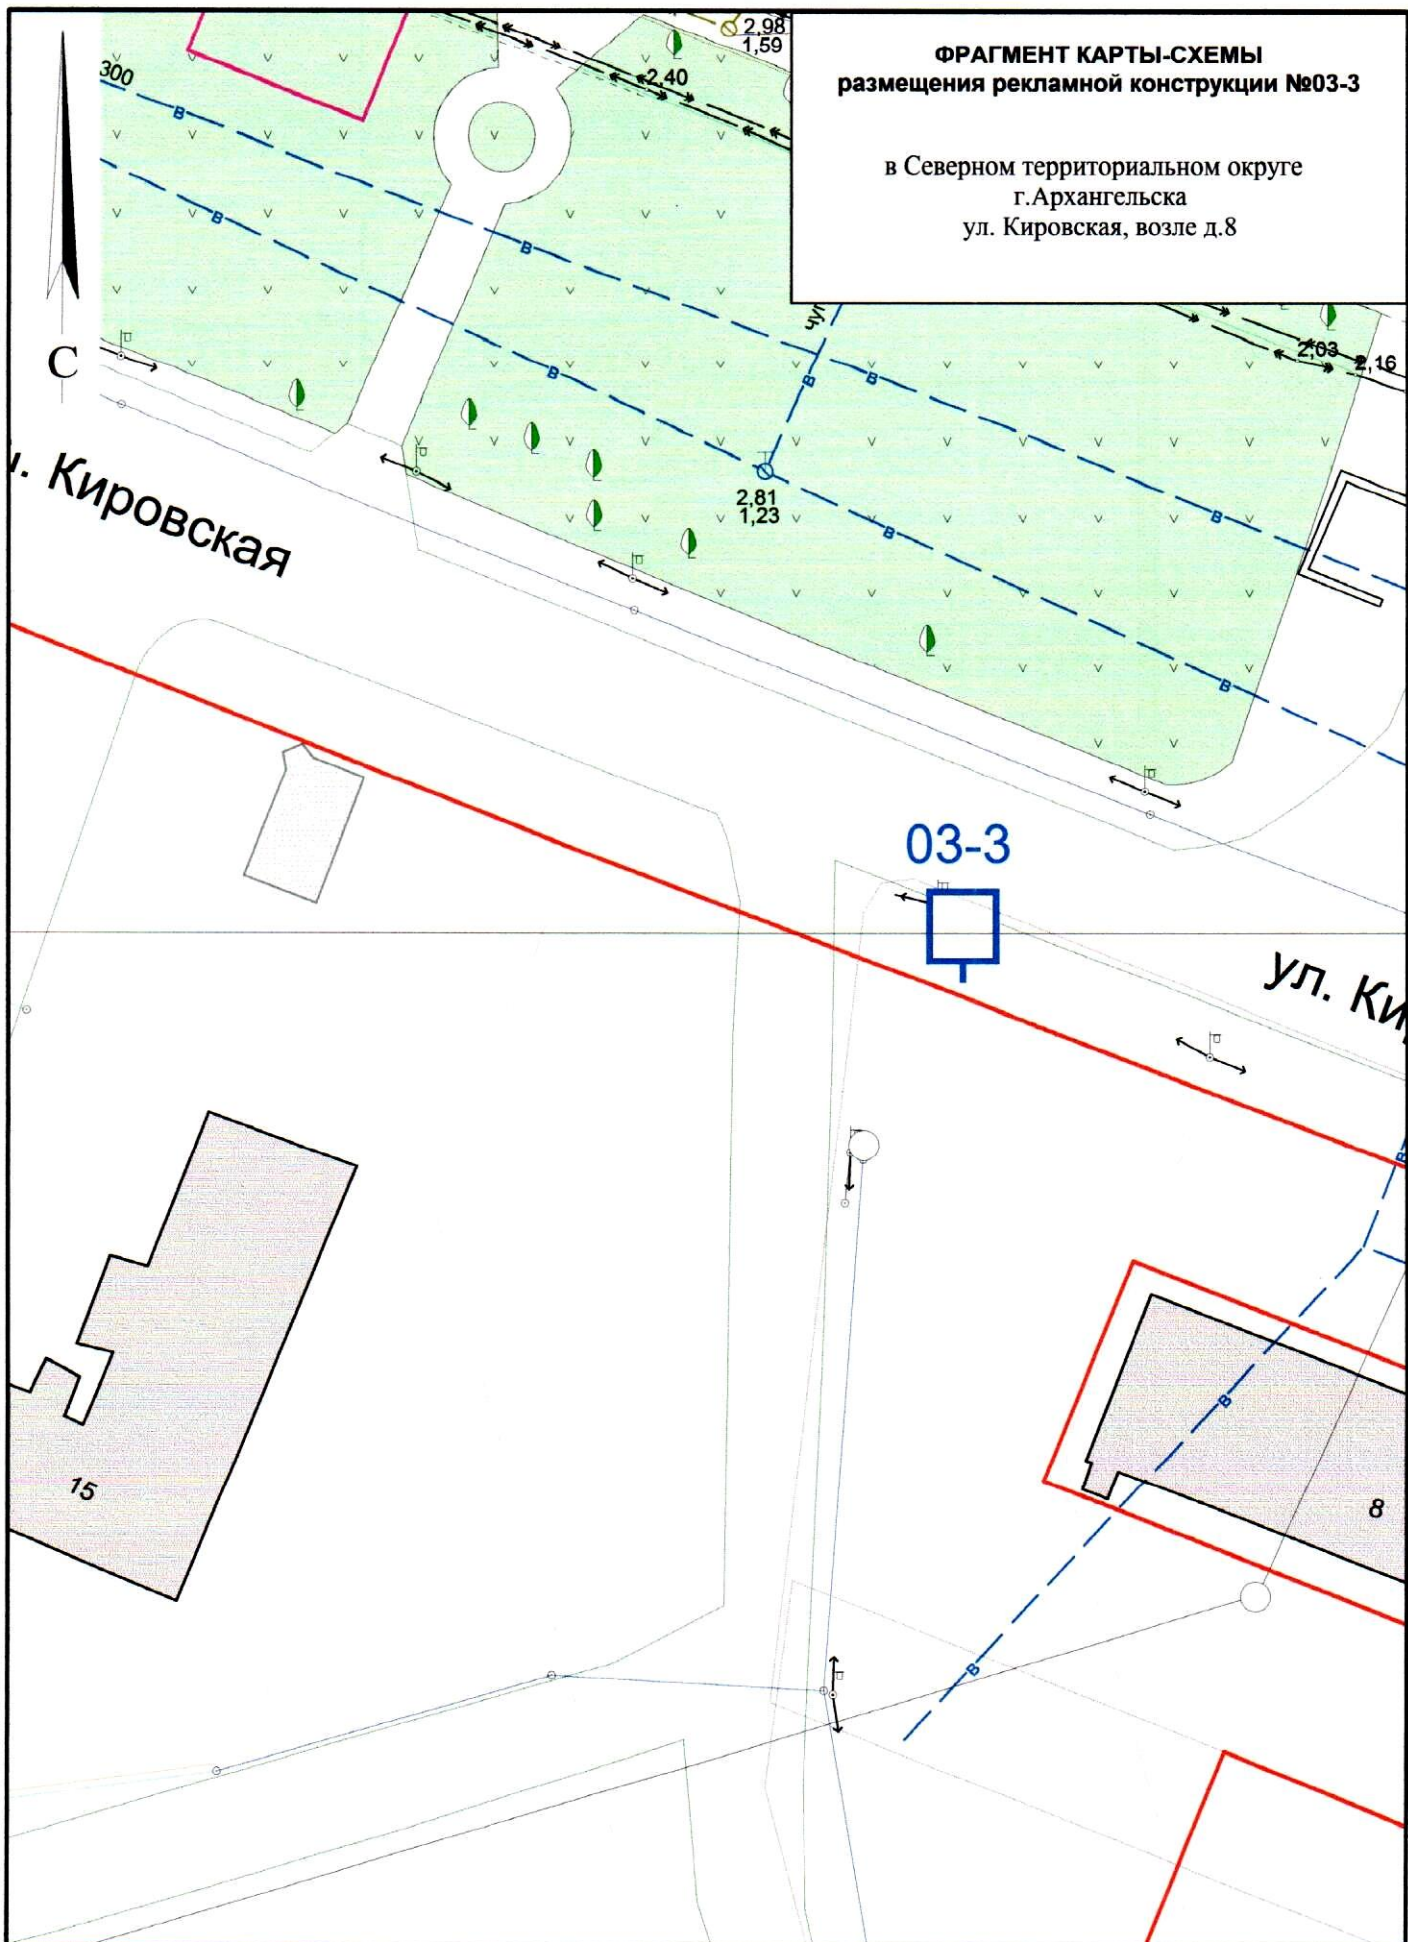 ФРАГМЕНТ КАРТЫ-СХЕМЫ
размещения рекламной конструкции №03-3
в Северном территориальном округе
г.Архангельска
ул. Кировская, возле д.8
2,98
1,59
2,40
300
В
В
В
чуг
2,03
2,16
С
В
В
В
. Кировская
2,81
1,23
В
В
В
03-3
ул. Ки
В
В
15
8
В